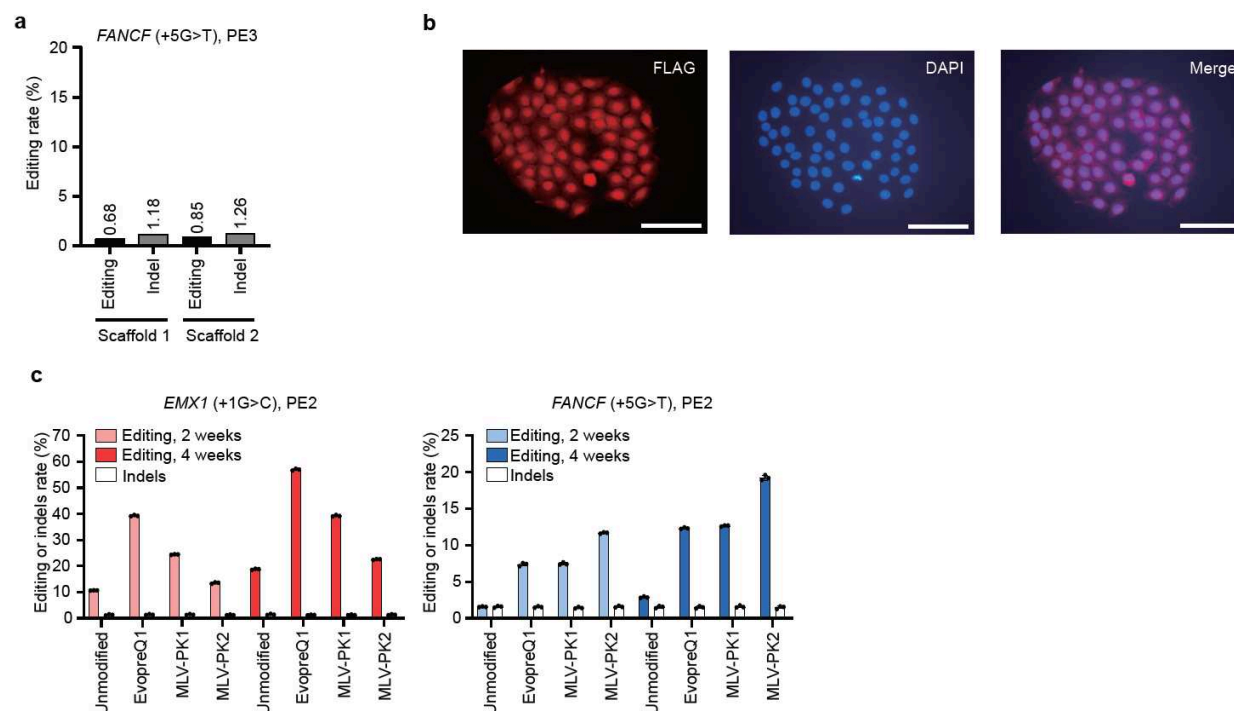 a
FANCF (+5G>T), PE3
Editing rate (%)
20
15
10
5
0
0.68
1.18
0.85
1.26
Editing
Indel
Editing
Indel
Scaffold 1
Scaffold 2
b
FLAG
DAPI
Merge
c
EMX1 (+1G>C), PE2
Editing or indels rate (%)
70
60
50
40
30
20
10
0
Editing, 2 weeks
Editing, 4 weeks
Indels
Unmodified
EvopreQ1
MLV-PK1
MLV-PK2
Unmodified
EvopreQ1
MLV-PK1
MLV-PK2
FANCF (+5G>T), PE2
Editing or indels rate (%)
25
20
15
10
5
0
Editing, 2 weeks
Editing, 4 weeks
Indels
Unmodified
EvopreQ1
MLV-PK1
MLV-PK2
Unmodified
EvopreQ1
MLV-PK1
MLV-PK2